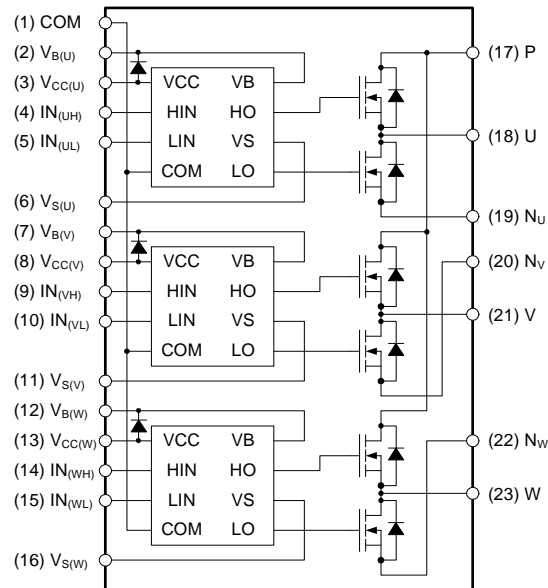 (1) COM
(2) V_B(U)
(3) V_CC(U)
(4) IN_(UH)
(5) IN_(UL)
(6) V_S(U)
(7) V_B(V)
(8) V_CC(V)
(9) IN_(VH)
(10) IN_(VL)
(11) V_S(V)
(12) V_B(W)
(13) V_CC(W)
(14) IN_(WH)
(15) IN_(WL)
(16) V_S(W)
VCC VB
HIN HO
LIN VS
COM LO
VCC VB
HIN HO
LIN VS
COM LO
VCC VB
HIN HO
LIN VS
COM LO
(17) P
(18) U
(19) N_U
(20) N_V
(21) V
(22) N_W
(23) W